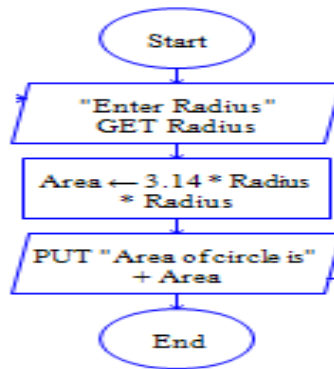 Start
"Enter Radius"
GET Radius
Area ← 3.14 * Radius
* Radius
PUT "Area of circle is"
+ Area
End